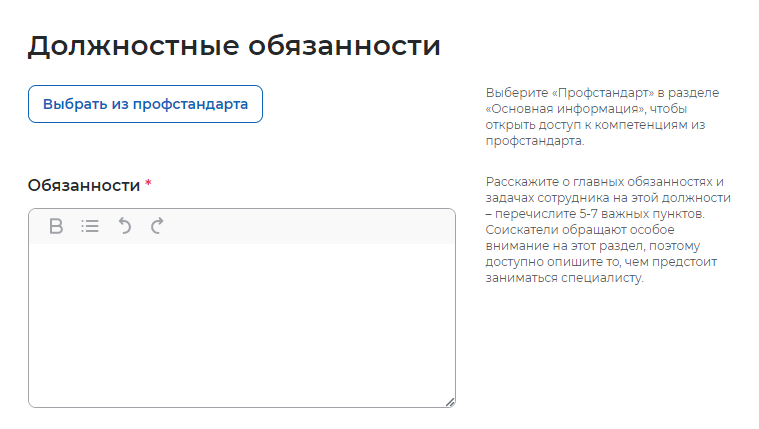 Должностные обязанности
Выбрать из профстандарта
Выберите «Профстандарт» в разделе
«Основная информация», чтобы
открыть доступ к компетенциям из
профстандарта.
Обязанности *
B
Расскажите о главных обязанностях и
задачах сотрудника на этой должности
– перечислите 5-7 важных пунктов.
Соискатели обращают особое
внимание на этот раздел, поэтому
доступно опишите то, чем предстоит
заниматься специалисту.